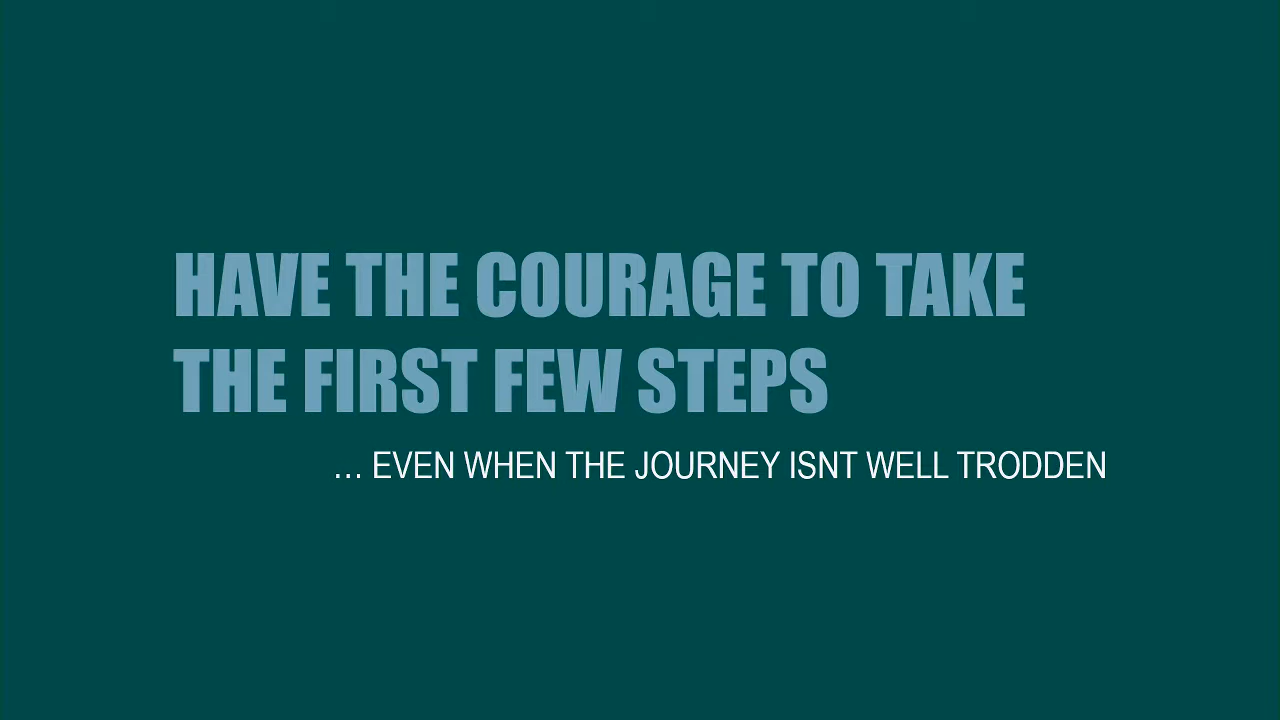 HAVE THE COURAGE TO TAKE
THE FIRST FEW STEPS
… EVEN WHEN THE JOURNEY ISNT WELL TRODDEN